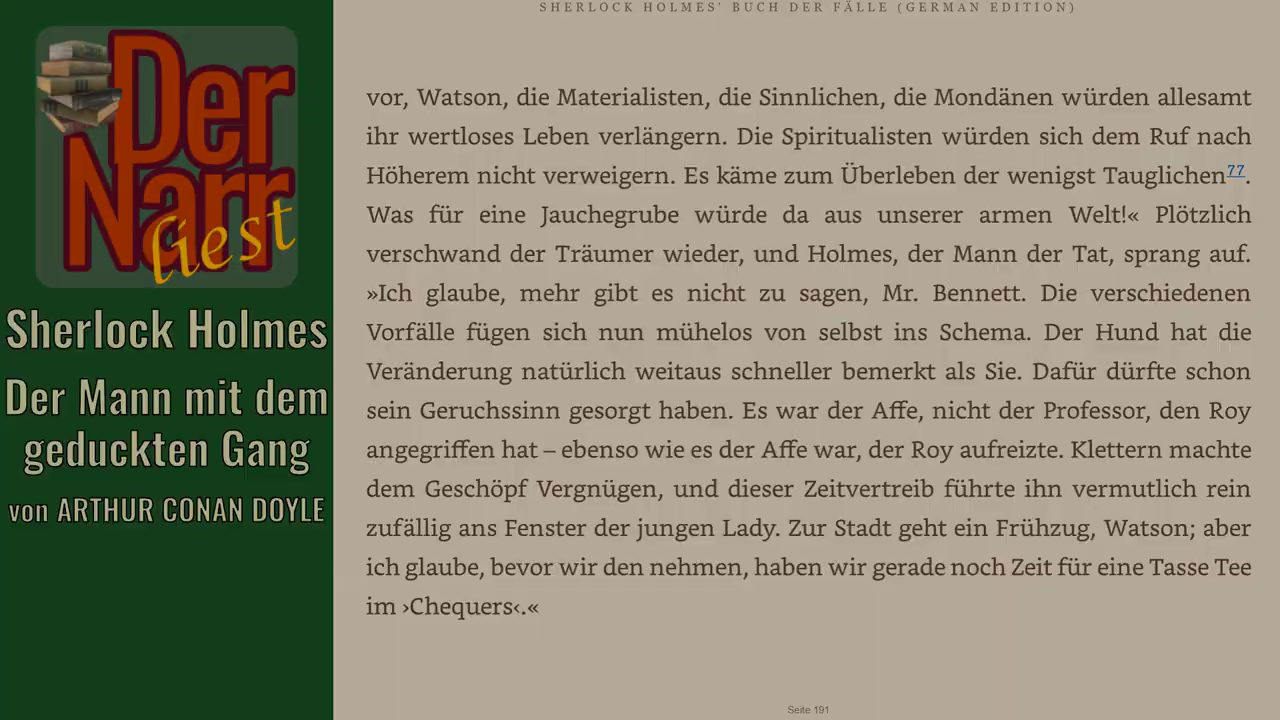 Der
Narr
liest
Sherlock Holmes
Der Mann mit dem
geduckten Gang
von ARTHUR CONAN DOYLE
SHERLOCK HOLMES' BUCH DER FÄLLE (GERMAN EDITION)
vor, Watson, die Materialisten, die Sinnlichen, die Mondänen würden allesamt
ihr wertloses Leben verlängern. Die Spiritualisten würden sich dem Ruf nach
Höherem nicht verweigern. Es käme zum Überleben der wenigst Tauglichen77.
Was für eine Jauchegrube würde da aus unserer armen Welt!« Plötzlich
verschwand der Träumer wieder, und Holmes, der Mann der Tat, sprang auf.
»Ich glaube, mehr gibt es nicht zu sagen, Mr. Bennett. Die verschiedenen
Vorfälle fügen sich nun mühelos von selbst ins Schema. Der Hund hat die
Veränderung natürlich weitaus schneller bemerkt als Sie. Dafür dürfte schon
sein Geruchssinn gesorgt haben. Es war der Affe, nicht der Professor, den Roy
angegriffen hat – ebenso wie es der Affe war, der Roy aufreizte. Klettern machte
dem Geschöpf Vergnügen, und dieser Zeitvertreib führte ihn vermutlich rein
zufällig ans Fenster der jungen Lady. Zur Stadt geht ein Frühzug, Watson; aber
ich glaube, bevor wir den nehmen, haben wir gerade noch Zeit für eine Tasse Tee
im ›Chequers‹.«
Seite 191